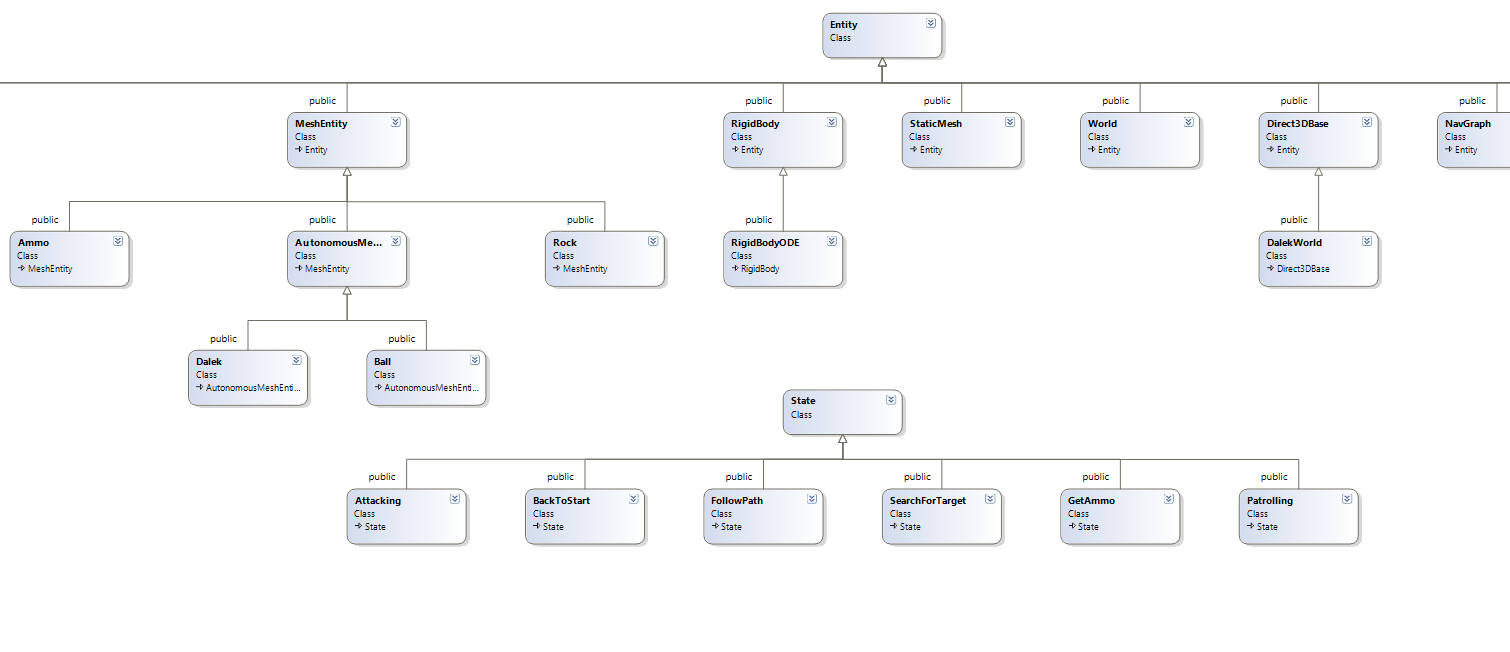 Entity
Class
public
public
public
public
public
public
MeshEntity
Class
Entity
RigidBody
Class
Entity
StaticMesh
Class
Entity
World
Class
Entity
Direct3DBase
Class
Entity
NavGraph
Class
Entity
public
public
public
public
public
Ammo
Class
MeshEntity
AutonomousMe...
Class
MeshEntity
Rock
Class
MeshEntity
RigidBodyODE
Class
RigidBody
DalekWorld
Class
Direct3DBase
public
public
Dalek
Class
AutonomousMeshEnti...
Ball
Class
AutonomousMeshEnti...
State
Class
public
public
public
public
public
public
Attacking
Class
State
BackToStart
Class
State
FollowPath
Class
State
SearchForTarget
Class
State
GetAmmo
Class
State
Patrolling
Class
State